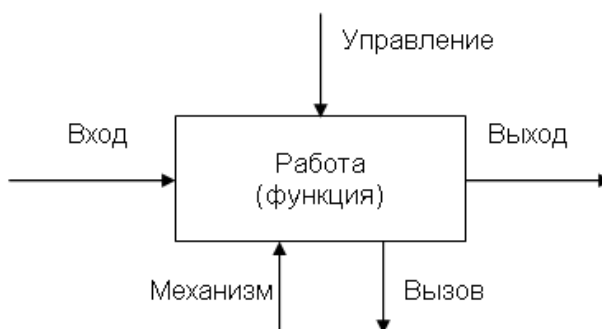 Управление
Вход
Выход
Работа
(функция)
Механизм
Вызов